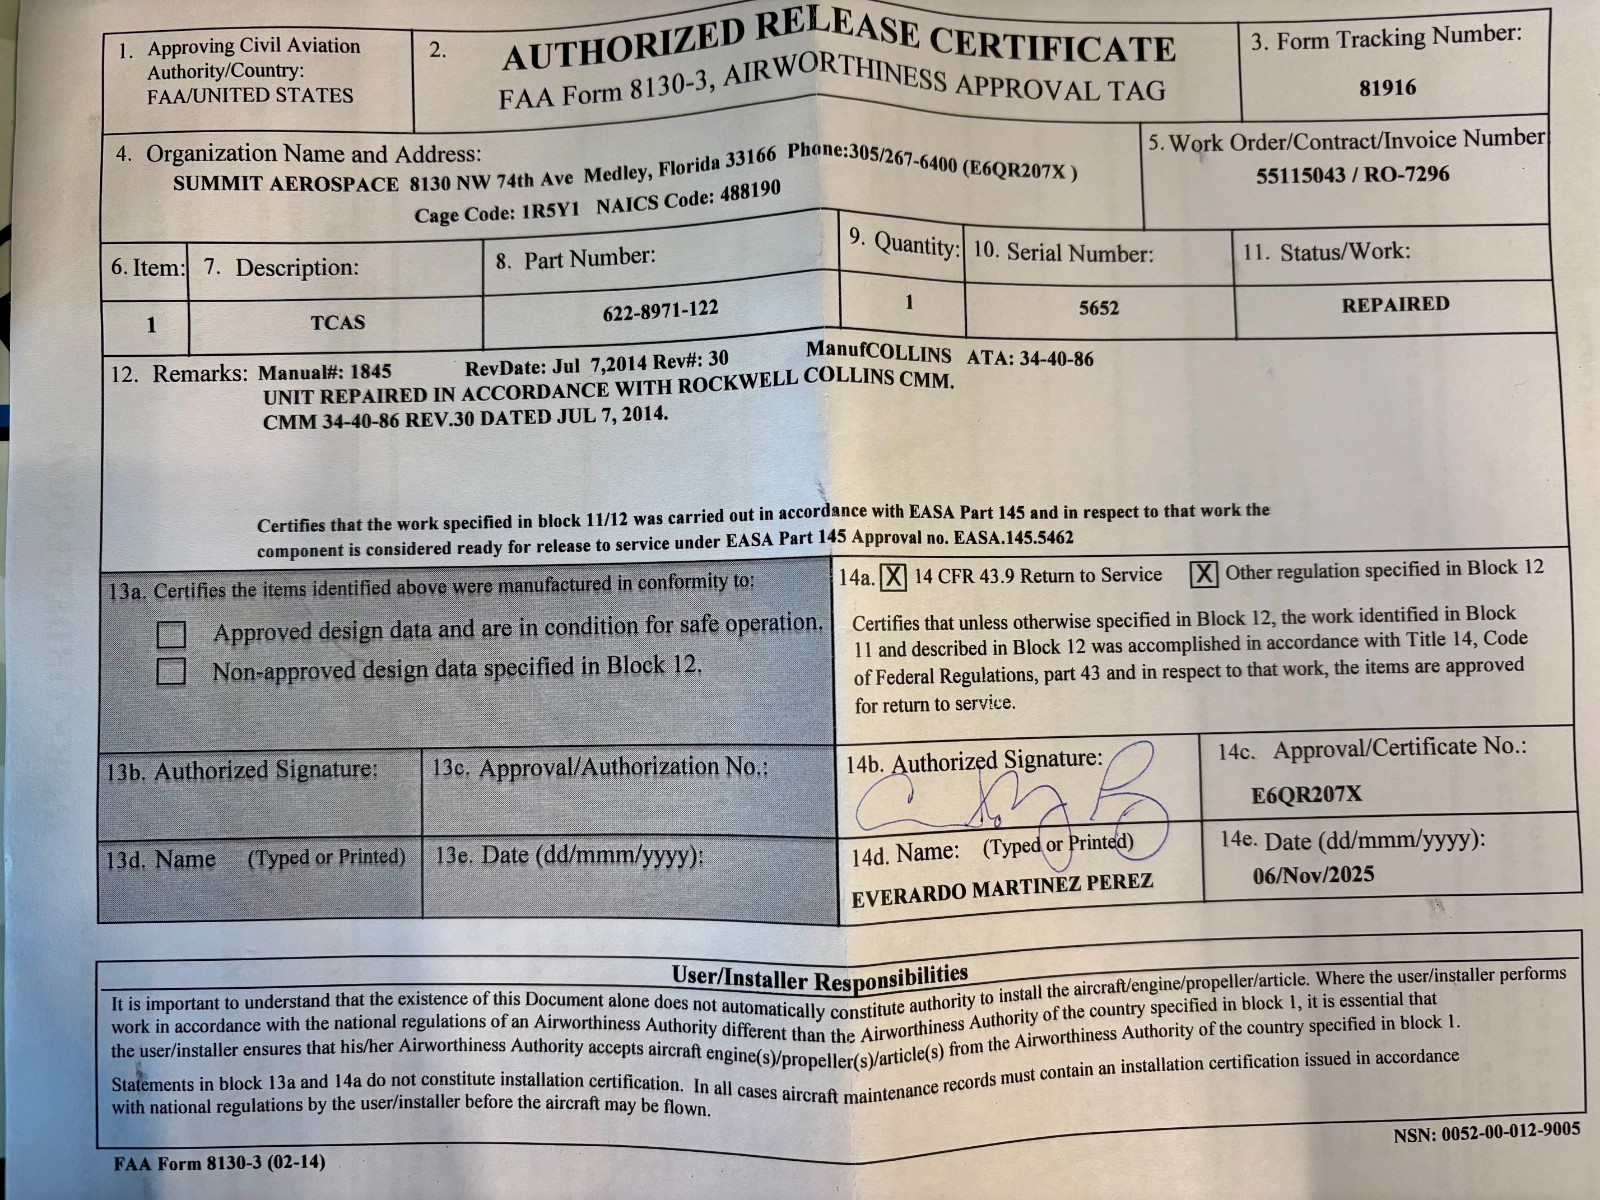 1. Approving Civil Aviation
Authority/Country:
FAA/UNITED STATES
2. AUTHORIZED RELEASE CERTIFICATE
FAA Form 8130-3, AIRWORTHINESS APPROVAL TAG
3. Form Tracking Number:
81916
4. Organization Name and Address:
SUMMIT AEROSPACE 8130 NW 74th Ave Medley, Florida 33166 Phone:305/267-6400 (E6QR207X )
Cage Code: 1R5Y1 NAICS Code: 488190
5. Work Order/Contract/Invoice Number
55115043 / RO-7296
6. Item: 7. Description: 8. Part Number: 9. Quantity: 10. Serial Number: 11. Status/Work:
1 TCAS 622-8971-122 1 5652 REPAIRED
12. Remarks: Manual#: 1845 RevDate: Jul 7,2014 Rev#: 30 ManufCOLLINS ATA: 34-40-86
UNIT REPAIRED IN ACCORDANCE WITH ROCKWELL COLLINS CMM.
CMM 34-40-86 REV.30 DATED JUL 7, 2014.
Certifies that the work specified in block 11/12 was carried out in accordance with EASA Part 145 and in respect to that work the
component is considered ready for release to service under EASA Part 145 Approval no. EASA.145.5462
13a. Certifies the items identified above were manufactured in conformity to:
Approved design data and are in condition for safe operation.
Non-approved design data specified in Block 12.
14a. X 14 CFR 43.9 Return to Service X Other regulation specified in Block 12
Certifies that unless otherwise specified in Block 12, the work identified in Block
11 and described in Block 12 was accomplished in accordance with Title 14, Code
of Federal Regulations, part 43 and in respect to that work, the items are approved
for return to service.
13b. Authorized Signature: 13c. Approval/Authorization No.:
14b. Authorized Signature:
14c. Approval/Certificate No.:
E6QR207X
13d. Name (Typed or Printed) 13e. Date (dd/mmm/yyyy):
14d. Name: (Typed or Printed)
EVERARDO MARTINEZ PEREZ
14e. Date (dd/mmm/yyyy):
06/Nov/2025
User/Installer Responsibilities
It is important to understand that the existence of this Document alone does not automatically constitute authority to install the aircraft/engine/propeller/article. Where the user/installer performs
work in accordance with the national regulations of an Airworthiness Authority different than the Airworthiness Authority of the country specified in block 1, it is essential that
the user/installer ensures that his/her Airworthiness Authority accepts aircraft engine(s)/propeller(s)/article(s) from the Airworthiness Authority of the country specified in block 1.
Statements in block 13a and 14a do not constitute installation certification. In all cases aircraft maintenance records must contain an installation certification issued in accordance
with national regulations by the user/installer before the aircraft may be flown.
FAA Form 8130-3 (02-14)
NSN: 0052-00-012-9005